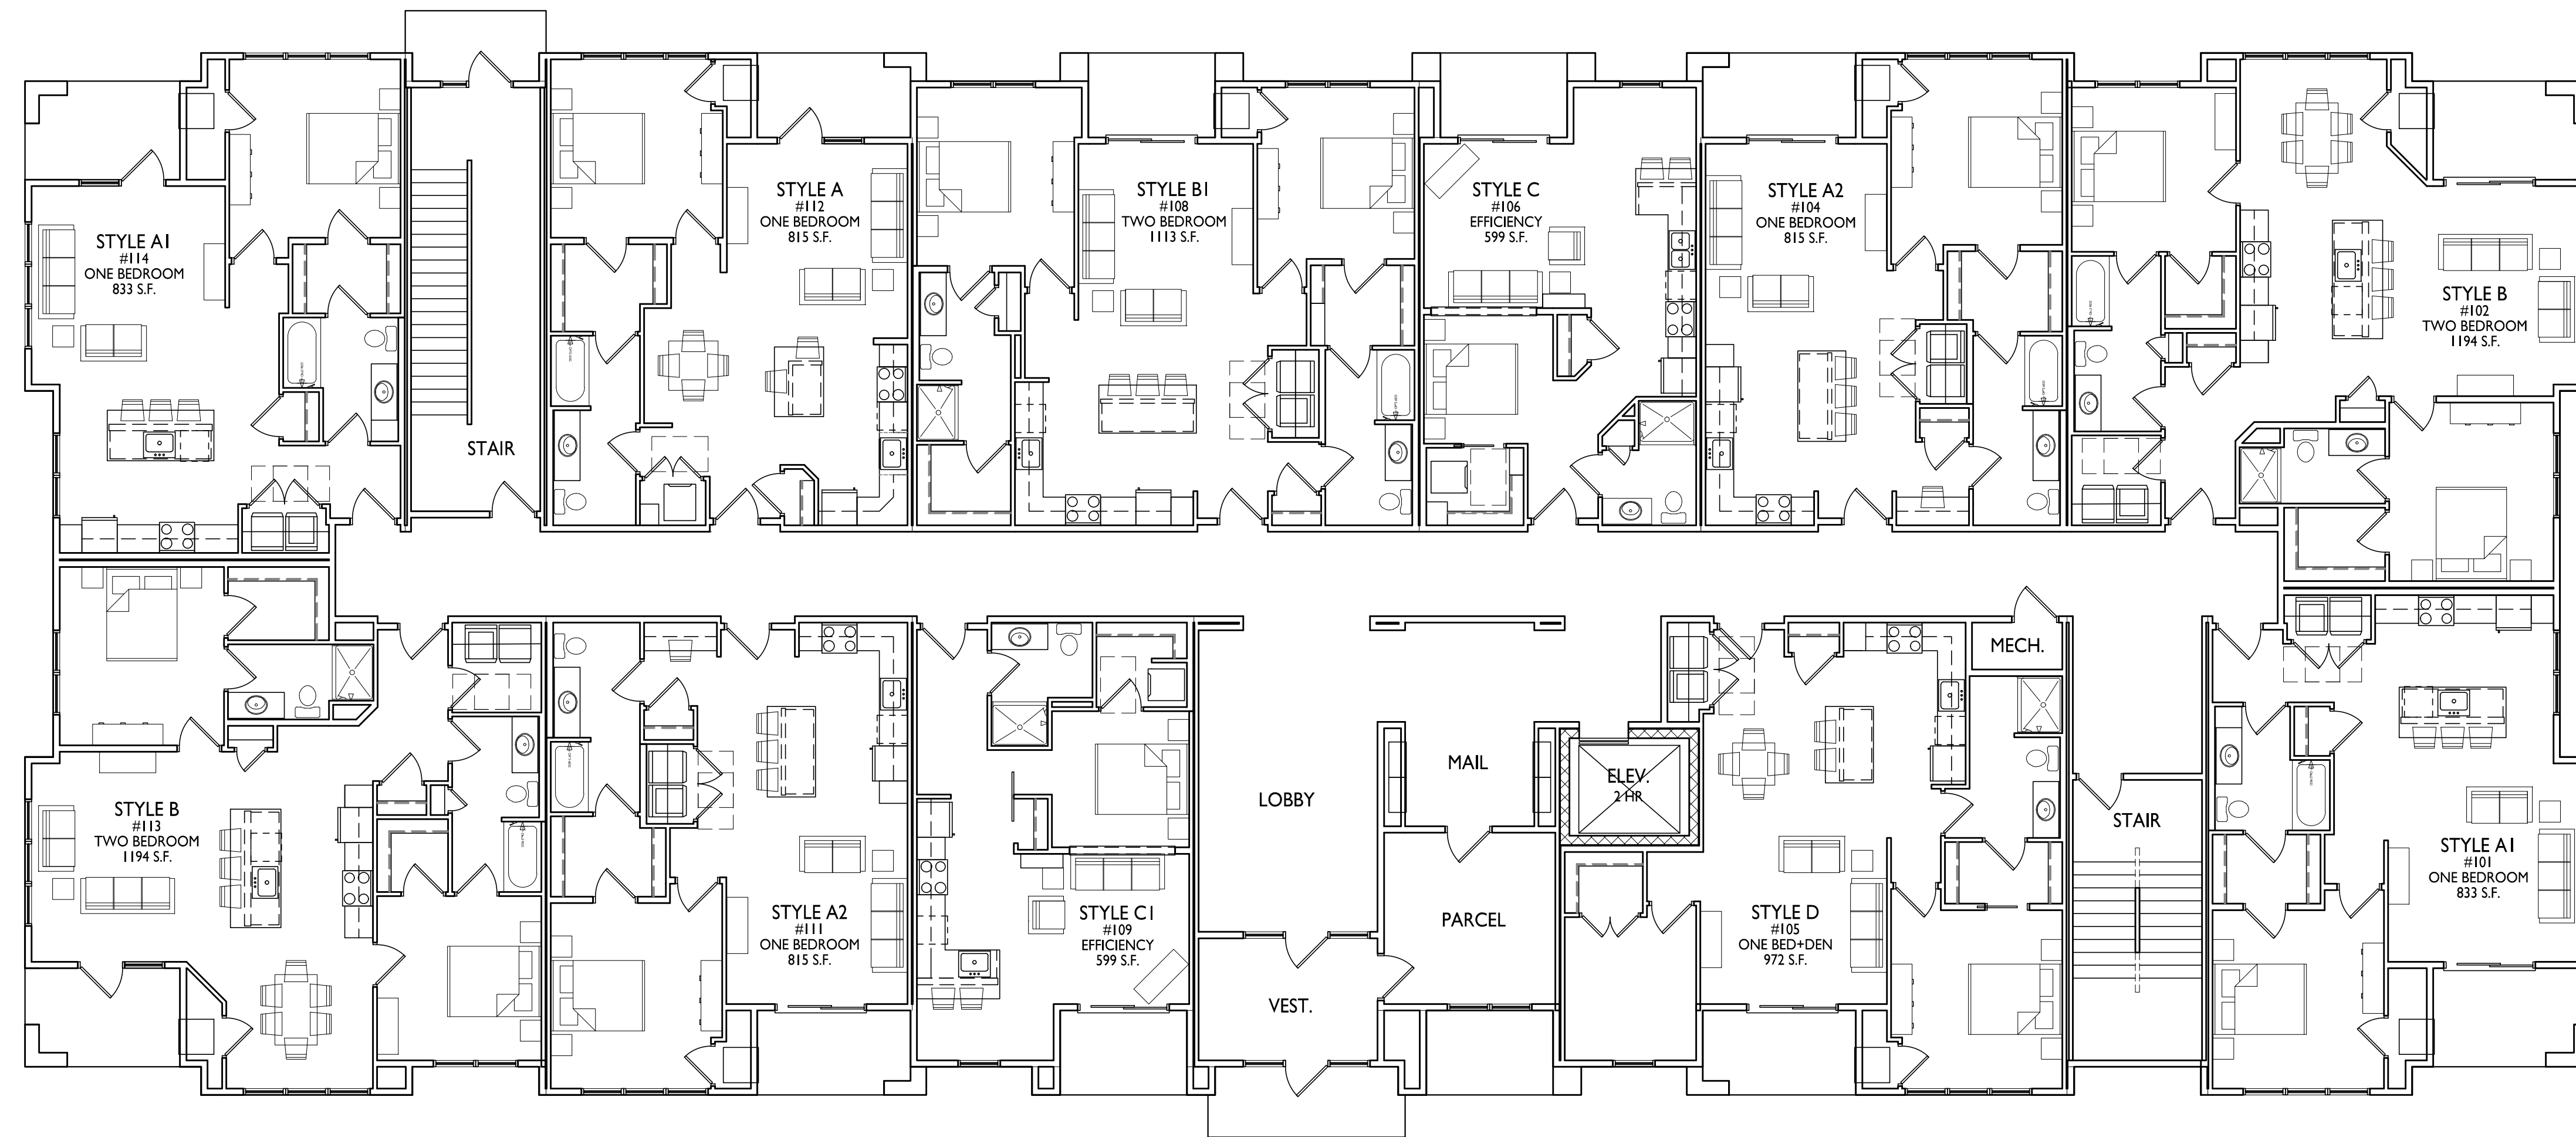 STYLE A1
#114
ONE BEDROOM
833 S.F.
STAIR
STYLE A
#112
ONE BEDROOM
815 S.F.
STYLE B1
#108
TWO BEDROOM
1113 S.F.
STYLE C
#106
EFFICIENCY
599 S.F.
STYLE A2
#104
ONE BEDROOM
815 S.F.
STYLE B
#102
TWO BEDROOM
1194 S.F.
STYLE B
#113
TWO BEDROOM
1194 S.F.
STYLE A2
#111
ONE BEDROOM
815 S.F.
STYLE C1
#109
EFFICIENCY
599 S.F.
LOBBY
VEST.
MAIL
PARCEL
ELEV.
2 HR
STYLE D
#105
ONE BED+DEN
972 S.F.
MECH.
STAIR
STYLE A1
#101
ONE BEDROOM
833 S.F.